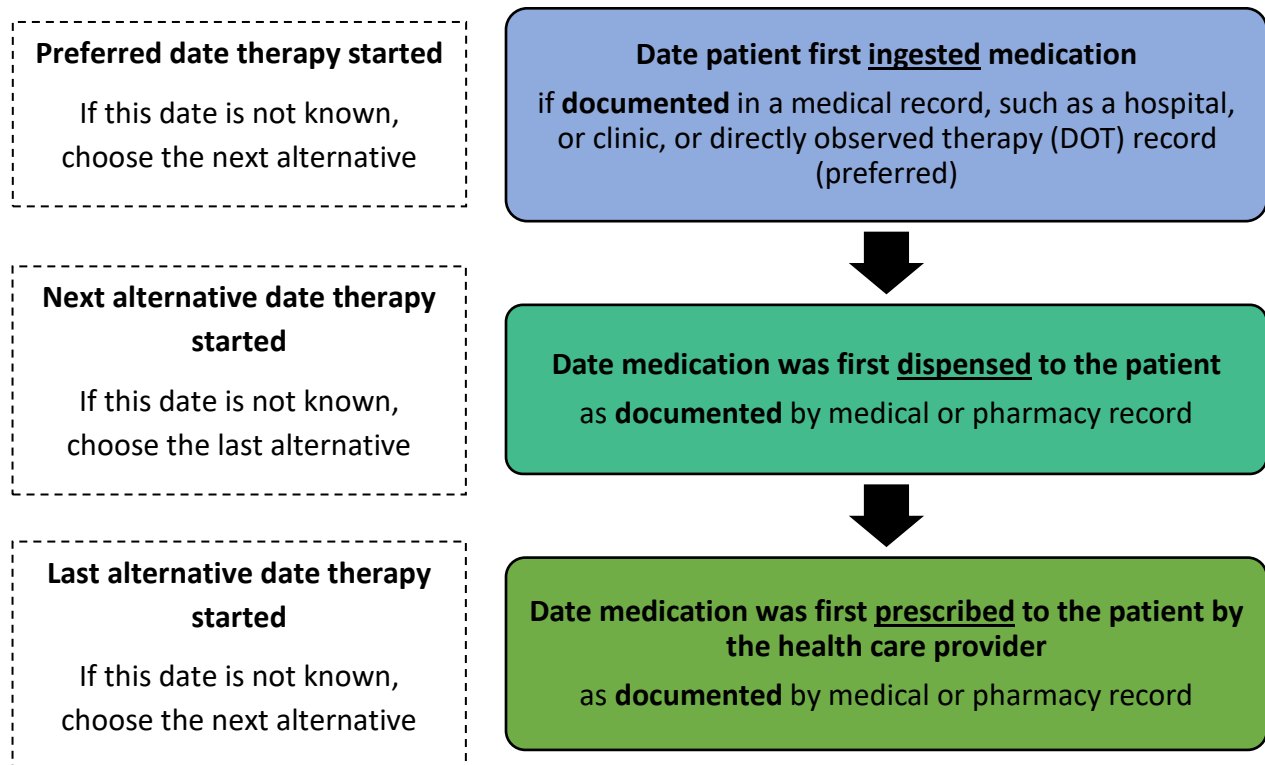 Preferred date therapy started
If this date is not known,
choose the next alternative
Date patient first ingested medication
if documented in a medical record, such as a hospital,
or clinic, or directly observed therapy (DOT) record
(preferred)
Next alternative date therapy
started
If this date is not known,
choose the last alternative
Date medication was first dispensed to the patient
as documented by medical or pharmacy record
Last alternative date therapy
started
If this date is not known,
choose the next alternative
Date medication was first prescribed to the patient by
the health care provider
as documented by medical or pharmacy record